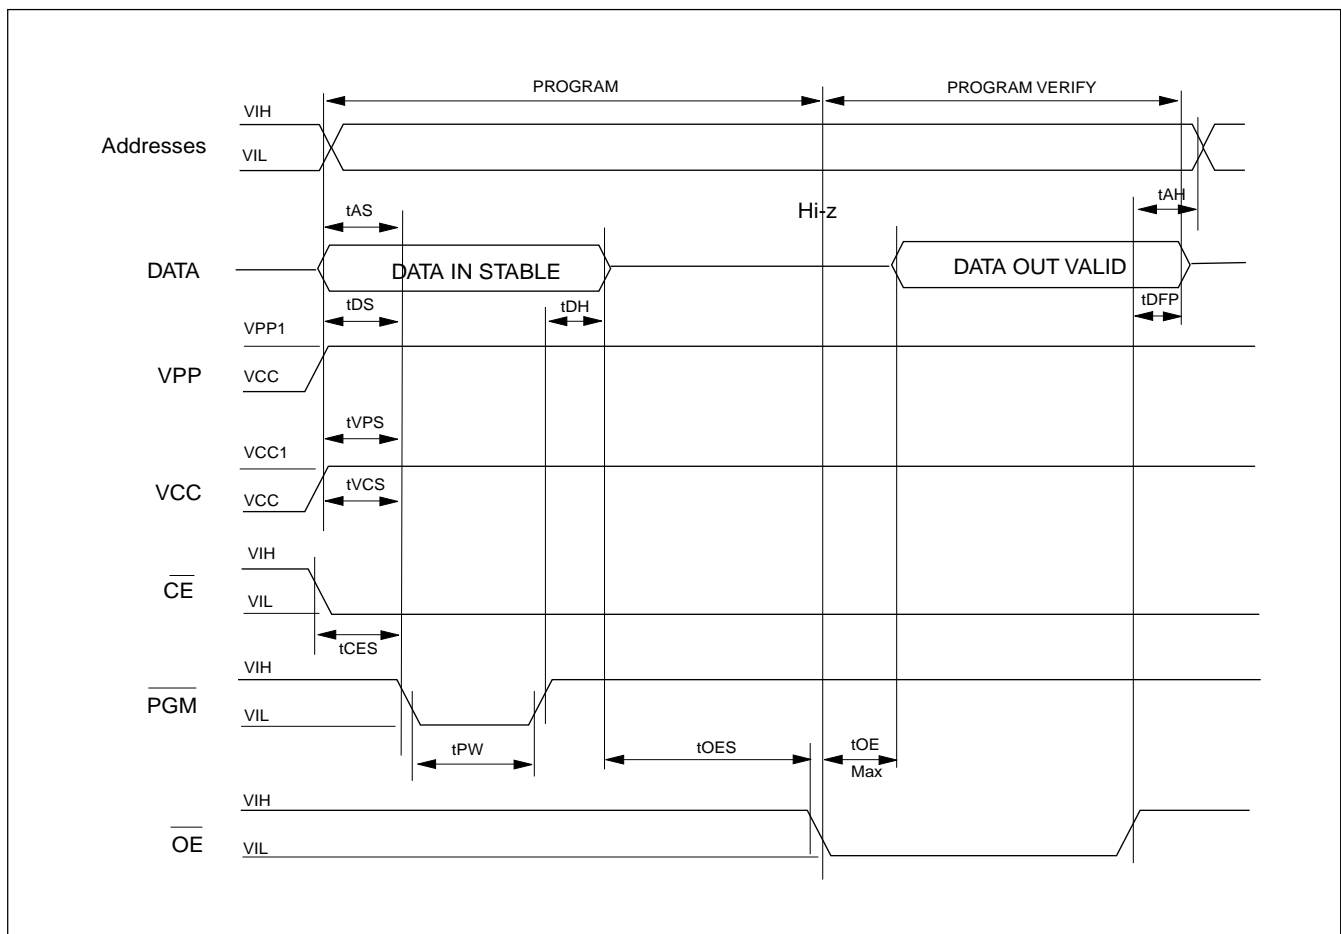 PROGRAM
PROGRAM VERIFY
VIH
Addresses
VIL
tAS
Hi-z
tAH
DATA
DATA IN STABLE
DATA OUT VALID
tDS
tDH
tDFP
VPP1
VPP
VCC
tVPS
VCC1
VCC
VCC
tVCS
VIH
CE
VIL
tCES
VIH
PGM
VIL
tPW
tOES
tOE
Max
VIH
OE
VIL